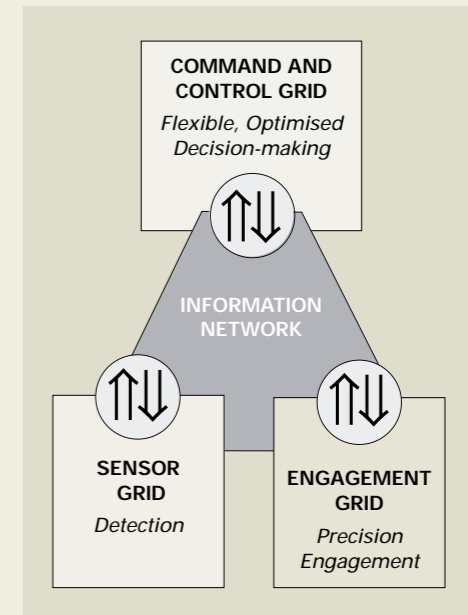 COMMAND AND
CONTROL GRID
Flexible, Optimised
Decision-making
INFORMATION
NETWORK
SENSOR
GRID
Detection
ENGAGEMENT
GRID
Precision
Engagement